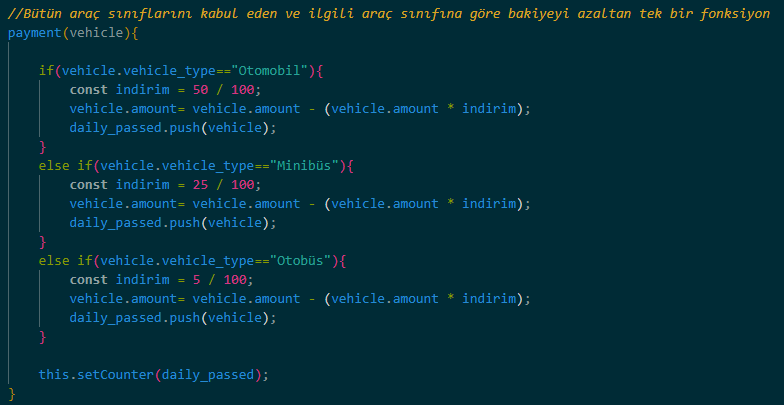 //Bütün araç sınıflarını kabul eden ve ilgili araç sınıfına göre bakiyeyi azaltan tek bir fonksiyon
payment(vehicle){
if(vehicle.vehicle_type=="Otomobil"){
const indirim = 50 / 100;
vehicle.amount= vehicle.amount - (vehicle.amount * indirim);
daily_passed.push(vehicle);
}
else if(vehicle.vehicle_type=="Minibüs"){
const indirim = 25 / 100;
vehicle.amount= vehicle.amount - (vehicle.amount * indirim);
daily_passed.push(vehicle);
}
else if(vehicle.vehicle_type=="Otobüs"){
const indirim = 5 / 100;
vehicle.amount= vehicle.amount - (vehicle.amount * indirim);
daily_passed.push(vehicle);
}
this.setCounter(daily_passed);
}